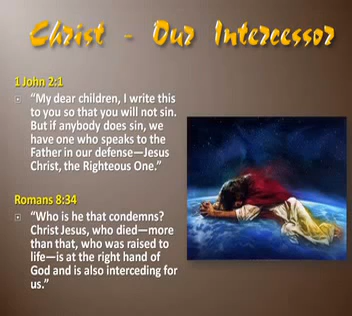 Christ - Our Intercessor
1 John 2:1
“My dear children, I write this
to you so that you will not sin.
But if anybody does sin, we
have one who speaks to the
Father in our defense—Jesus
Christ, the Righteous One.”
Romans 8:34
“Who is he that condemns?
Christ Jesus, who died—more
than that, who was raised to
life—is at the right hand of
God and is also interceding for
us.”